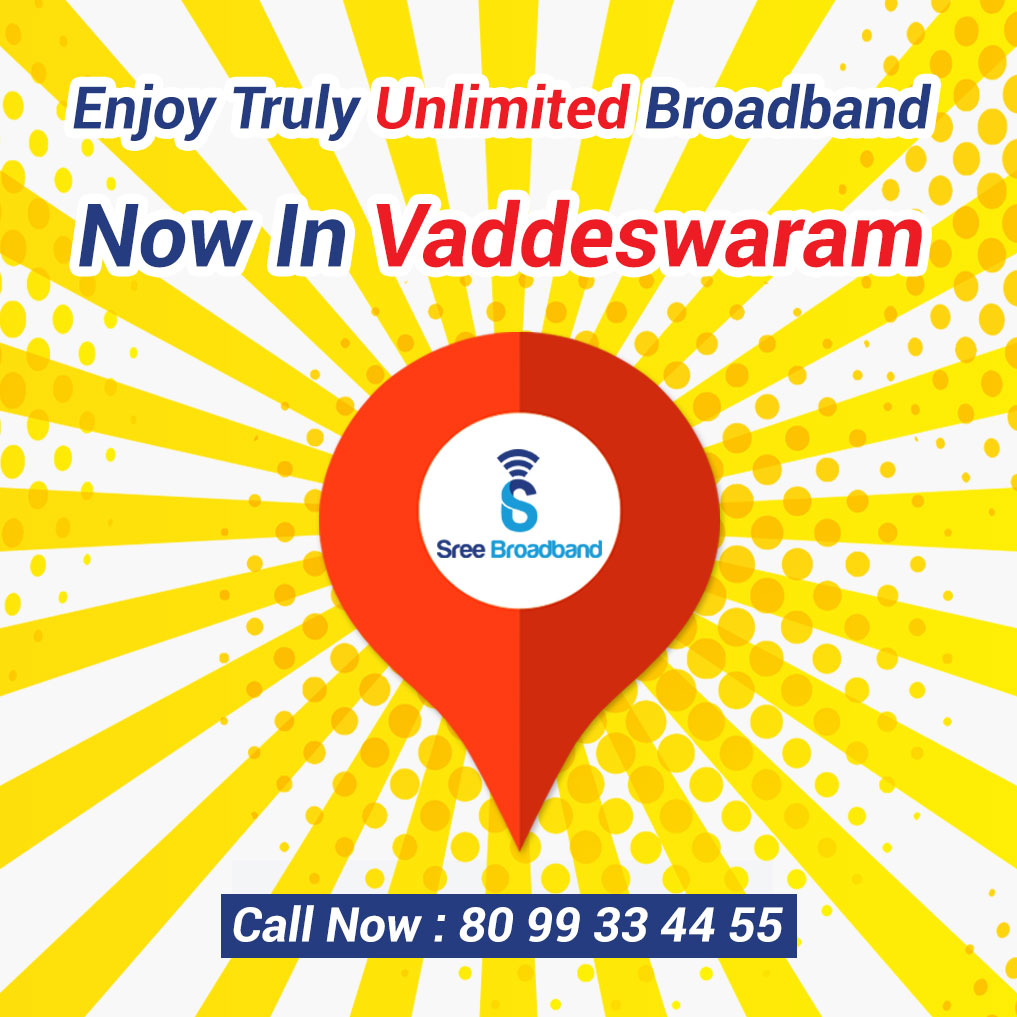 Enjoy Truly Unlimited Broadband
Now In Vaddeswaram
Sree Broadband
Call Now : 80 99 33 44 55